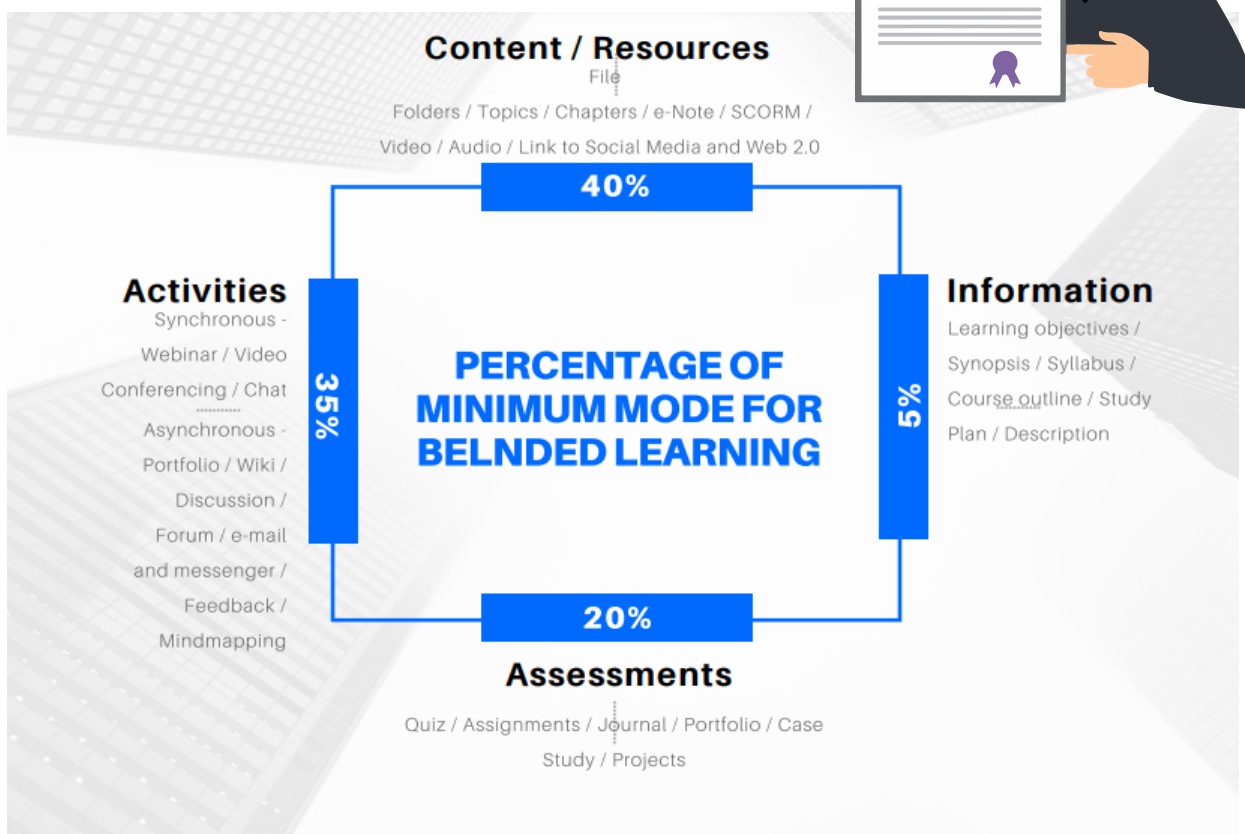 Content / Resources
File
Folders / Topics / Chapters / e-Note / SCORM /
Video / Audio / Link to Social Media and Web 2.0
40%
Activities
Synchronous -
Webinar / Video
Conferencing / Chat
Asynchronous -
Portfolio / Wiki /
Discussion /
Forum / e-mail
and messenger /
Feedback /
Mindmapping
35%
PERCENTAGE OF
MINIMUM MODE FOR
BELNDED LEARNING
5%
Information
Learning objectives /
Synopsis / Syllabus /
Course outline / Study
Plan / Description
20%
Assessments
Quiz / Assignments / Journal / Portfolio / Case
Study / Projects